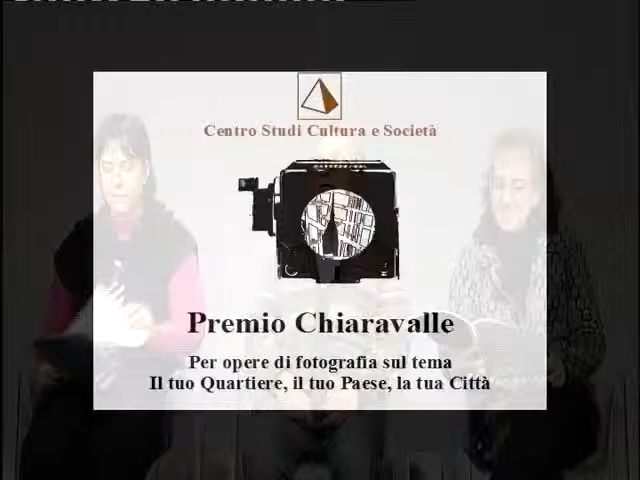 Centro Studi Cultura e Società
Premio Chiaravalle
Per opere di fotografia sul tema
Il tuo Quartiere, il tuo Paese, la tua Città